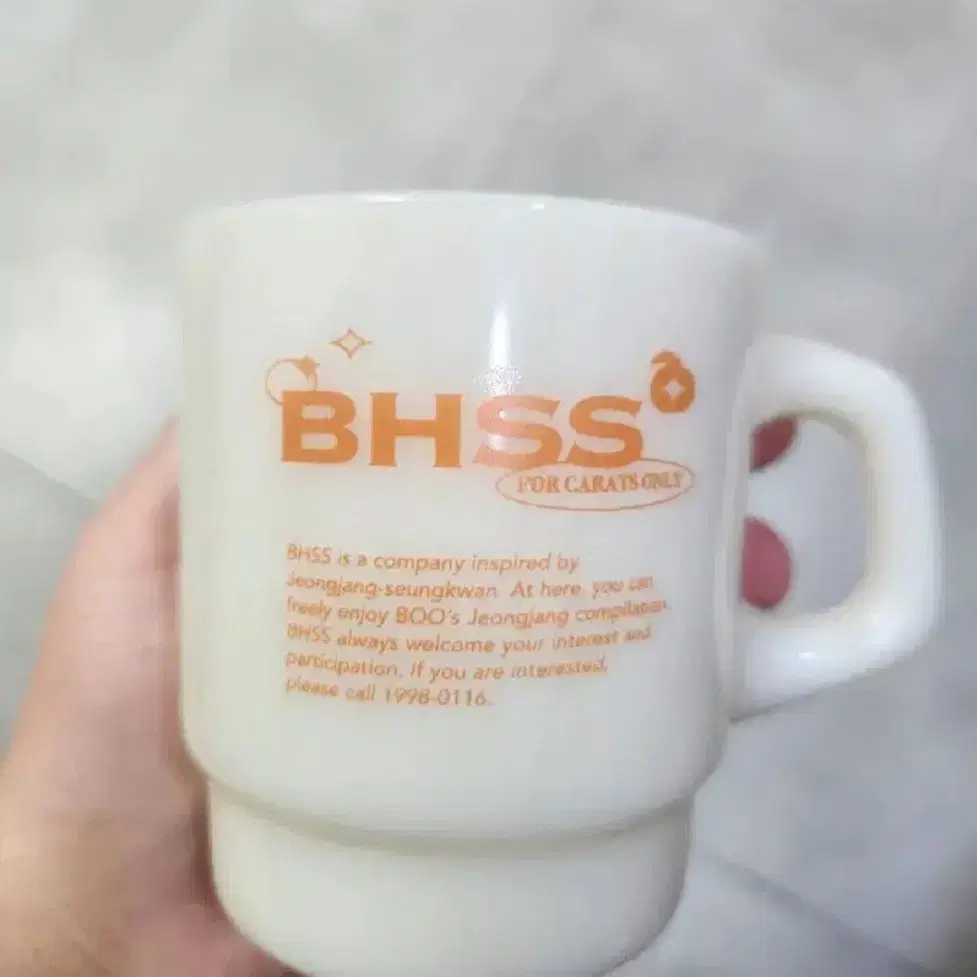 BHSS
FOR CARATS ONLY
BHSS is a company inspired by
Jeongjang-seungkwan. At here, you can
freely enjoy BOO's Jeongjang compilation.
BHSS always welcome your interest and
participation. If you are interested,
please call 1998-0116.